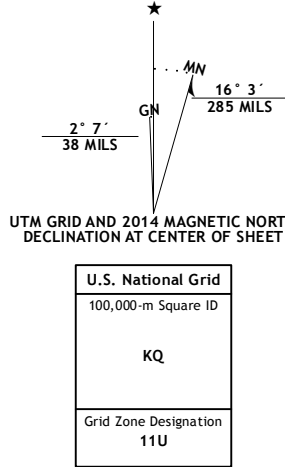 MN
GN
16° 3´
285 MILS
2° 7´
38 MILS
UTM GRID AND 2014 MAGNETIC NORT
DECLINATION AT CENTER OF SHEET
U.S. National Grid
100,000-m Square ID
KQ
Grid Zone Designation
11U